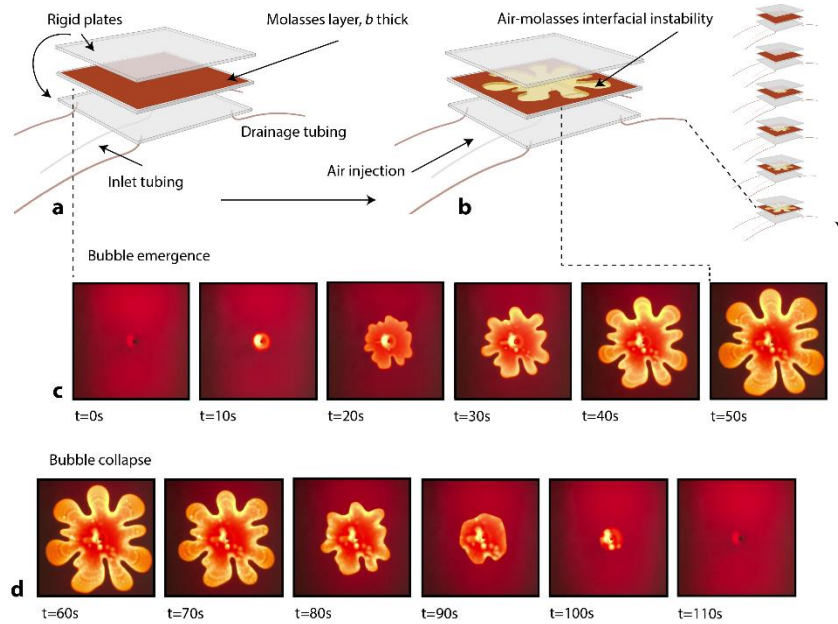 Rigid plates
Molasses layer, b thick
Air-molasses interfacial instability
Drainage tubing
Inlet tubing
Air injection
a
b
Bubble emergence
c
t=0s
t=10s
t=20s
t=30s
t=40s
t=50s
Bubble collapse
d
t=60s
t=70s
t=80s
t=90s
t=100s
t=110s